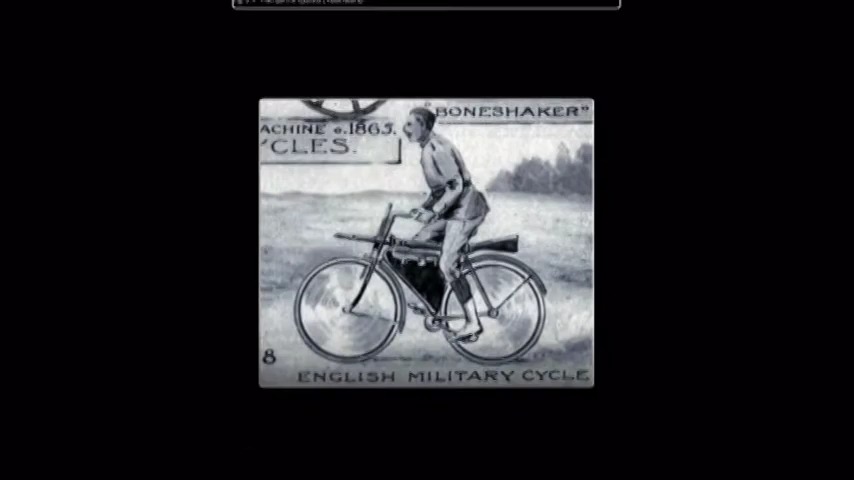 "BONESHAKER"
ACHINE c.1865.
'CLES.
8
ENGLISH MILITARY CYCLE